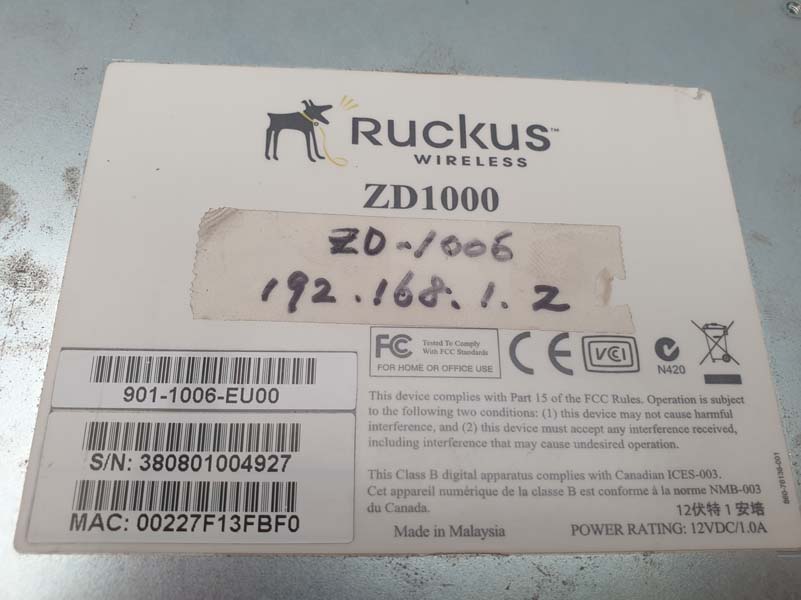 Ruckus™
WIRELESS
ZD1000
ZD-1006
192.168.1.2
FC Tested To Comply
With FCC Standards
FOR HOME OR OFFICE USE
CE
VCCI
N420
901-1006-EU00
S/N: 380801004927
MAC: 00227F13FBF0
This device complies with Part 15 of the FCC Rules. Operation is subject
to the following two conditions: (1) this device may not cause harmful
interference, and (2) this device must accept any interference received,
including interference that may cause undesired operation.
This Class B digital apparatus complies with Canadian ICES-003.
Cet appareil numérique de la classe B est conforme à la norme NMB-003
du Canada.
12伏特 1 安培
Made in Malaysia
POWER RATING: 12VDC/1.0A